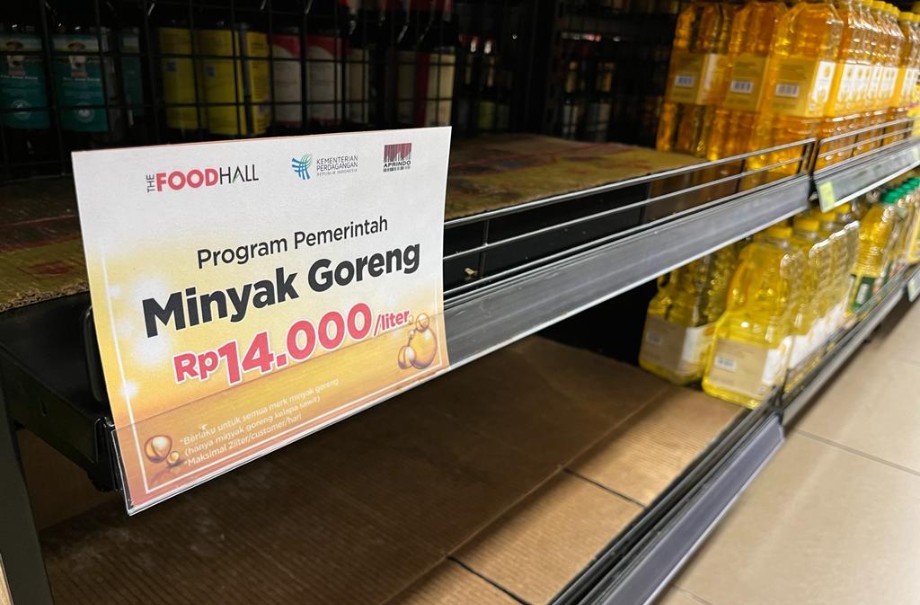 THE FOODHALL
KEMENTERIAN
PERDAGANGAN
REPUBLIK INDONESIA
APRINDO
Program Pemerintah
Minyak Goreng
Rp14.000/liter
*Berlaku untuk semua merk minyak goreng
(hanya minyak goreng kelapa sawit)
*Maksimal 2liter/customer/hari